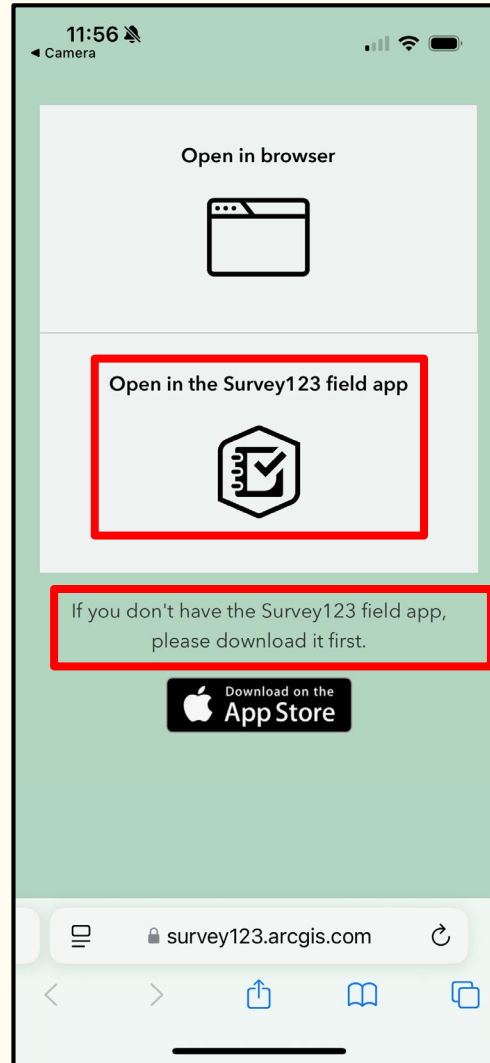 11:56
◀ Camera
Open in browser
Open in the Survey123 field app
If you don't have the Survey123 field app,
please download it first.
Download on the
App Store
survey123.arcgis.com